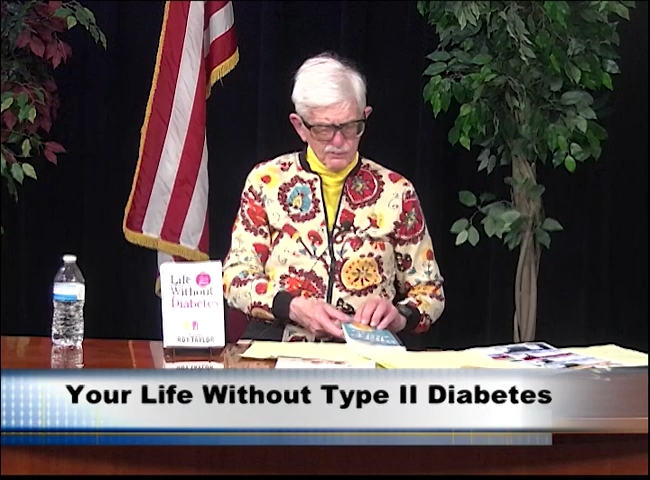 Life
Without
Diabetes
ROY TAYLOR
Your Life Without Type II Diabetes